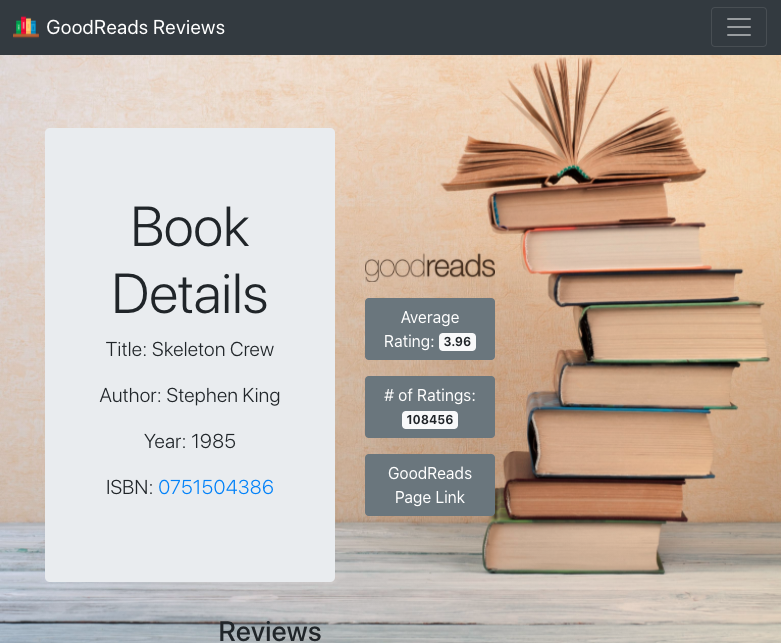 GoodReads Reviews
Book
Details
Title: Skeleton Crew
Author: Stephen King
Year: 1985
ISBN: 0751504386
goodreads
Average
Rating: 3.96
# of Ratings:
108456
GoodReads
Page Link
Reviews